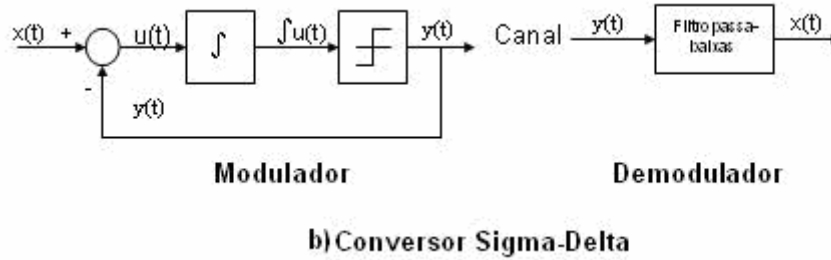 x(t) + u(t) ∫ ∫u(t) y(t) Canal y(t) Filtro passa-baixas x(t)
-
y(t)
Modulador Demodulador
b) Conversor Sigma-Delta